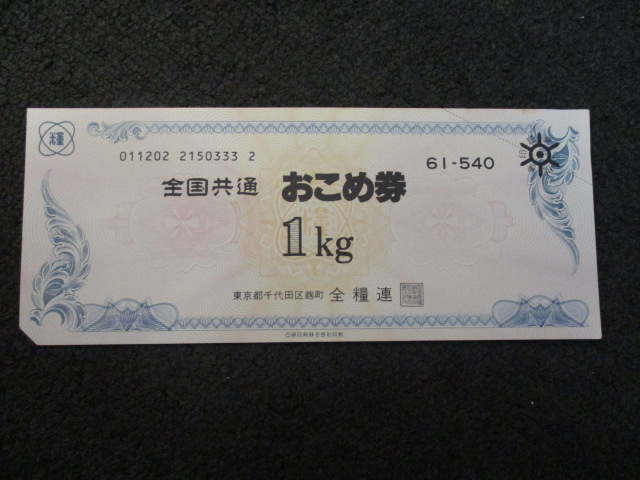 糧
011202 2150333 2
61-540
全国共通 おこめ券
1kg
東京都千代田区麹町 全糧連